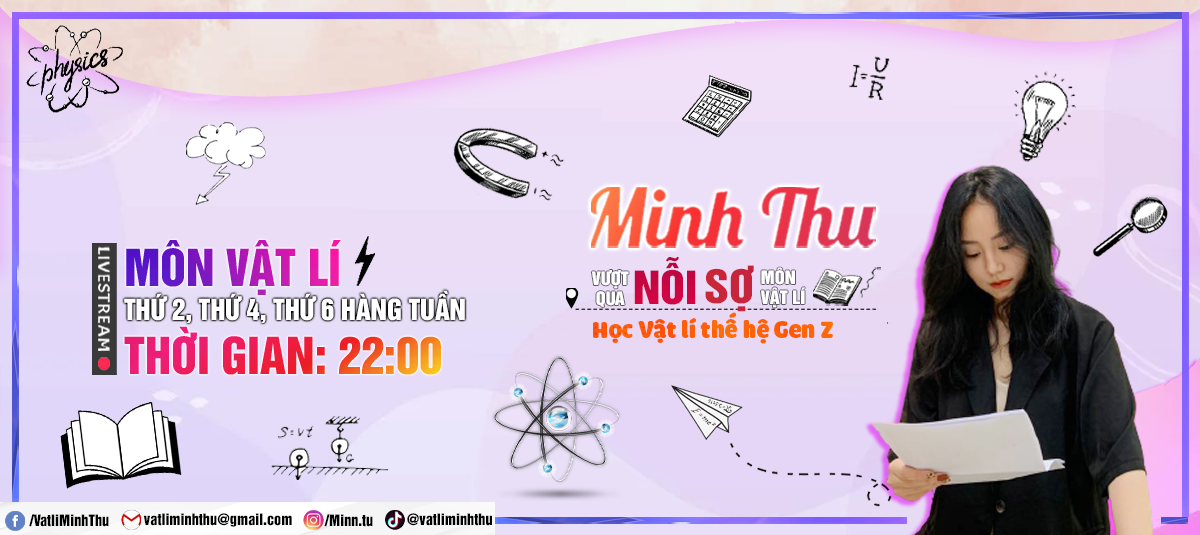 physics
I=U/R
Minh Thu
VƯỢT QUA NỖI SỢ MÔN VẬT LÍ
Học Vật lí thế hệ Gen Z
LIVESTREAM
MÔN VẬT LÍ
THỨ 2, THỨ 4, THỨ 6 HÀNG TUẦN
THỜI GIAN: 22:00
S=vt
G
/VatliMinhThu
vatliminhthu@gmail.com
/Minn.tu
@vatliminhthu